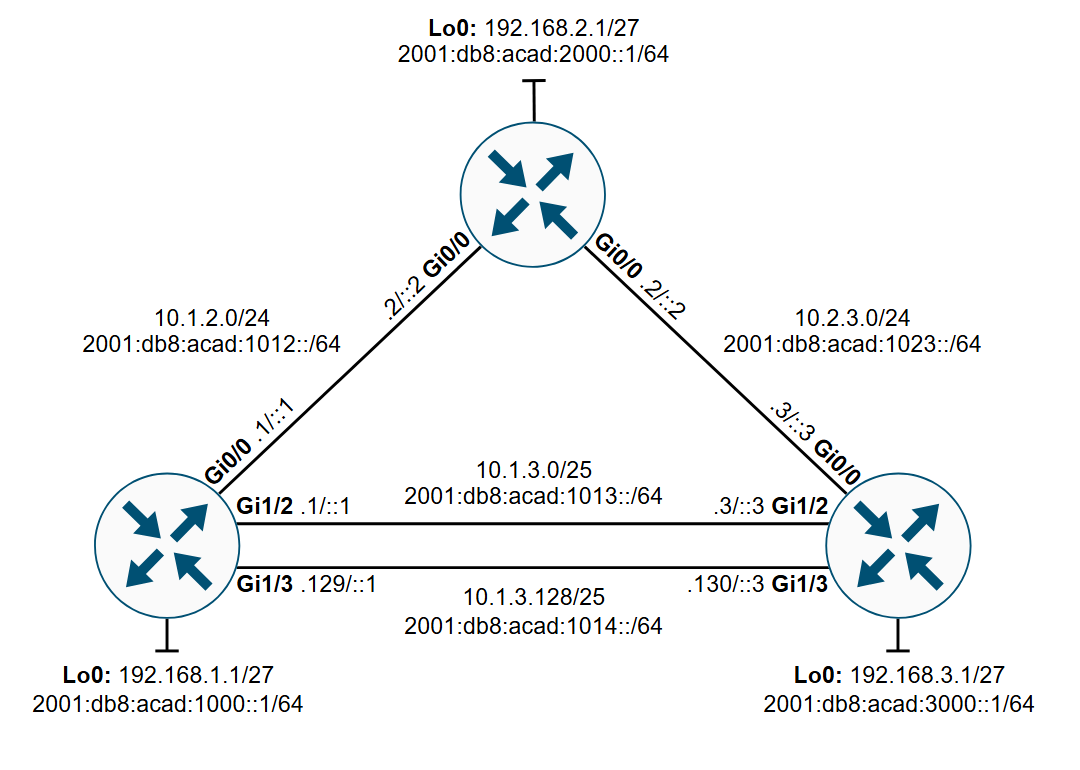 Lo0: 192.168.2.1/27
2001:db8:acad:2000::1/64
.2/::2 Gi0/0
Gi0/0 .2/::2
10.1.2.0/24
2001:db8:acad:1012::/64
10.2.3.0/24
2001:db8:acad:1023::/64
Gi0/0 .1/::1
.3/::3 Gi0/0
10.1.3.0/25
2001:db8:acad:1013::/64
Gi1/2 .1/::1
.3/::3 Gi1/2
Gi1/3 .129/::1
.130/::3 Gi1/3
10.1.3.128/25
2001:db8:acad:1014::/64
Lo0: 192.168.1.1/27
2001:db8:acad:1000::1/64
Lo0: 192.168.3.1/27
2001:db8:acad:3000::1/64